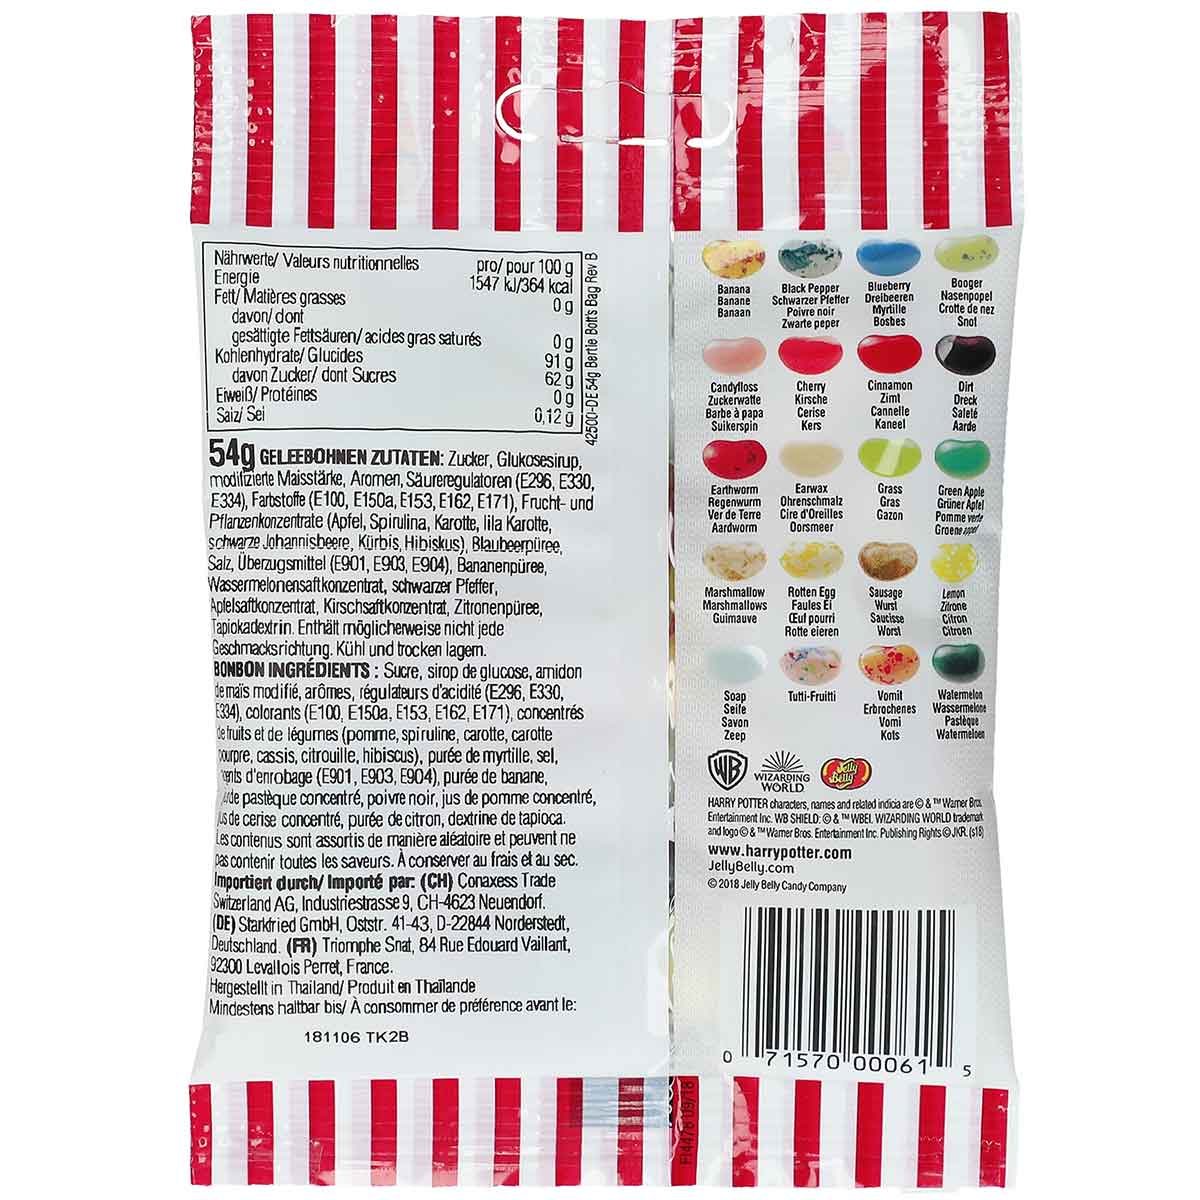 Nährwerte/ Valeurs nutritionnelles pro/ pour 100 g
Energie 1547 kJ/364 kcal
Fett/ Matières grasses 0 g
davon/ dont
gesättigte Fettsäuren/ acides gras saturés 0 g
Kohlenhydrate/ Glucides 91 g
davon Zucker/ dont Sucres 62 g
Eiweiß/ Protéines 0 g
Salz/ Sel 0,12 g
42500-DE 54g Bertie Bott's Bag Rev B
54g GELEEBOHNEN ZUTATEN: Zucker, Glukosesirup,
modifizierte Maisstärke, Aromen, Säureregulatoren (E296, E330,
E334), Farbstoffe (E100, E150a, E153, E162, E171), Frucht- und
Pflanzenkonzentrate (Apfel, Spirulina, Karotte, lila Karotte,
schwarze Johannisbeere, Kürbis, Hibiskus), Blaubeerpüree,
Salz, Überzugsmittel (E901, E903, E904), Bananenpüree,
Wassermelonensaftkonzentrat, schwarzer Pfeffer,
Apfelsaftkonzentrat, Kirschsaftkonzentrat, Zitronenpüree,
Tapiokadextrin. Enthält möglicherweise nicht jede
Geschmacksrichtung. Kühl und trocken lagern.
BONBON INGRÉDIENTS : Sucre, sirop de glucose, amidon
de maïs modifié, arômes, régulateurs d'acidité (E296, E330,
E334), colorants (E100, E150a, E153, E162, E171), concentrés
de fruits et de légumes (pomme, spiruline, carotte, carotte
pourpre, cassis, citrouille, hibiscus), purée de myrtille, sel,
d'enrobage (E901, E903, E904), purée de banane,
de pastèque concentré, poivre noir, jus de pomme concentré,
jus de cerise concentré, purée de citron, dextrine de tapioca.
Les contenus sont assortis de manière aléatoire et peuvent ne
pas contenir toutes les saveurs. À conserver au frais et au sec.
Importiert durch/ Importé par: (CH) Conaxess Trade
Switzerland AG, Industriestrasse 9, CH-4623 Neuendorf.
(DE) Starkfried GmbH, Oststr. 41-43, D-22844 Norderstedt,
Deutschland. (FR) Triomphe Snat, 84 Rue Edouard Vaillant,
92300 Levallois Perret, France.
Hergestellt in Thailand/ Produit en Thaïlande
Mindestens haltbar bis/ À consommer de préférence avant le:
181106 TK2B
Banana
Banane
Banaan
Black Pepper
Schwarzer Pfeffer
Poivre noir
Zwarte peper
Blueberry
Dreibeeren
Myrtille
Bosbes
Booger
Nasenpopel
Crotte de nez
Snot
Candyfloss
Zuckerwatte
Barbe à papa
Suikerspin
Cherry
Kirsche
Cerise
Kers
Cinnamon
Zimt
Cannelle
Kaneel
Dirt
Dreck
Saleté
Aarde
Earthworm
Regenwurm
Ver de Terre
Aardworm
Earwax
Ohrenschmalz
Cire d'Oreilles
Oorsmeer
Grass
Gras
Gazon
Green Apple
Grüner Apfel
Pomme verte
Groene appel
Marshmallow
Marshmallows
Guimauve
Rotten Egg
Faules Ei
Œuf pourri
Rotte eieren
Sausage
Wurst
Saucisse
Worst
Lemon
Zitrone
Citron
Citroen
Soap
Seife
Savon
Zeep
Tutti-Fruitti
Vomit
Erbrochenes
Vomi
Kots
Watermelon
Wassermelone
Pastèque
Watermeloen
WB
WIZARDING
WORLD
Jelly
Belly
HARRY POTTER characters, names and related indicia are © & ™ Warner Bros.
Entertainment Inc. WB SHIELD: © & ™ WBEI. WIZARDING WORLD trademark
and logo © & ™ Warner Bros. Entertainment Inc. Publishing Rights © JKR. (s18)
www.harrypotter.com
JellyBelly.com
© 2018 Jelly Belly Candy Company
0 71570 00061 5
F14478 09/18